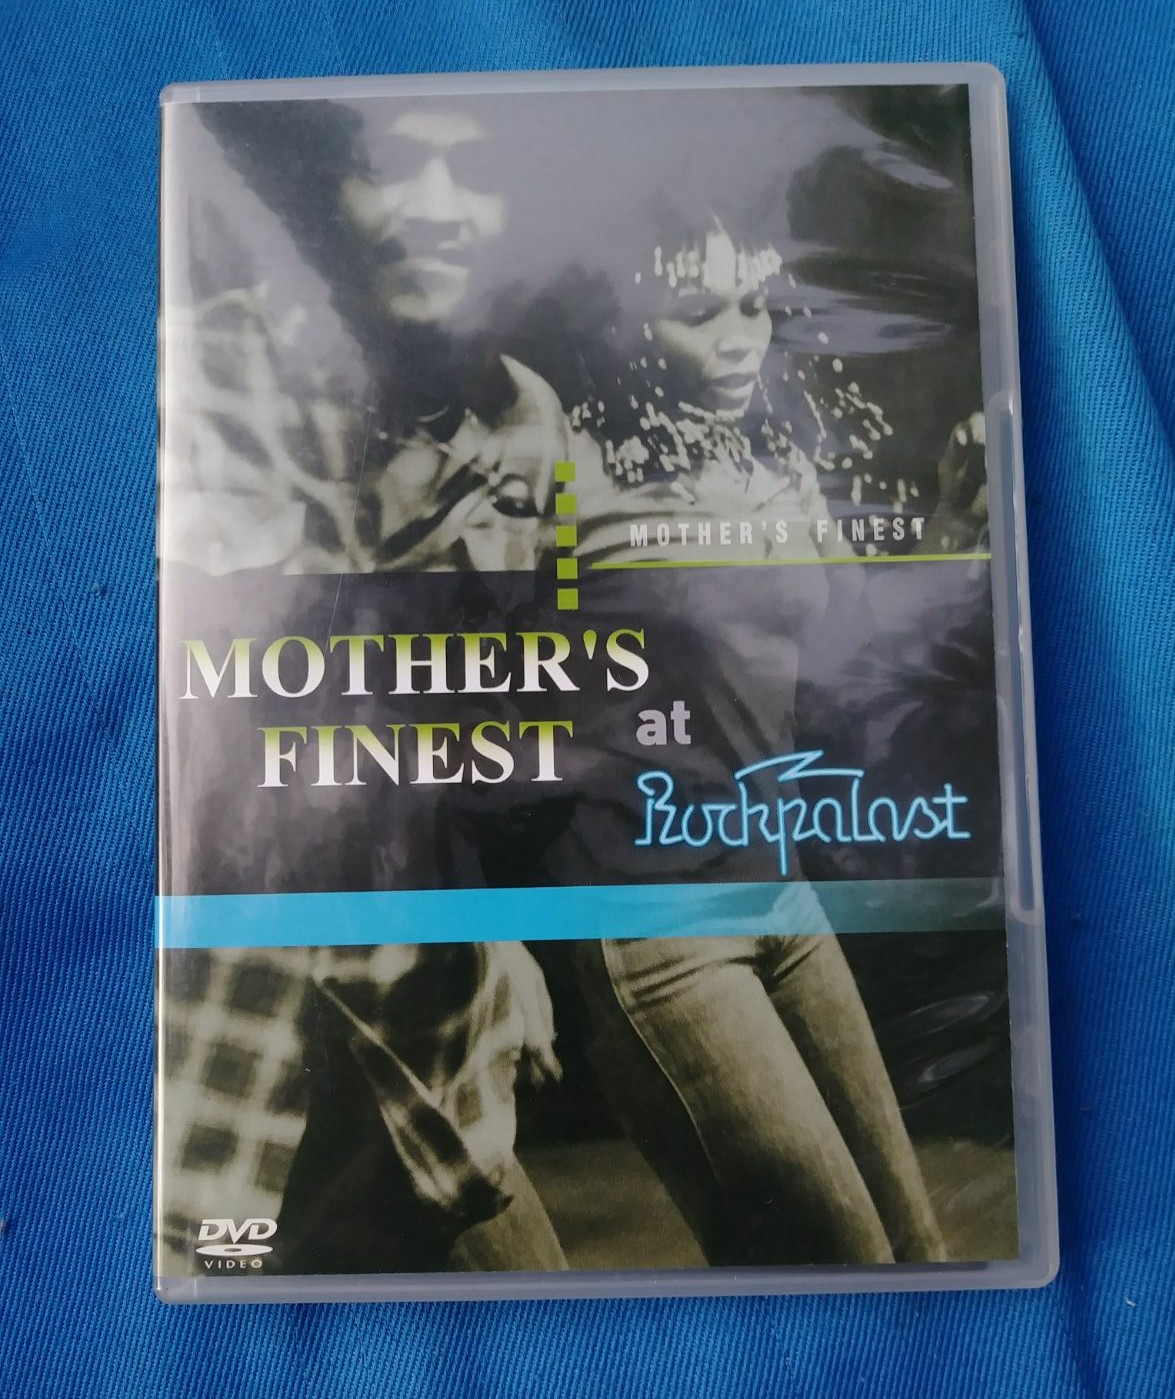 MOTHER'S FINEST
MOTHER'S
FINEST
at
Rockpalast
DVD
VIDEO